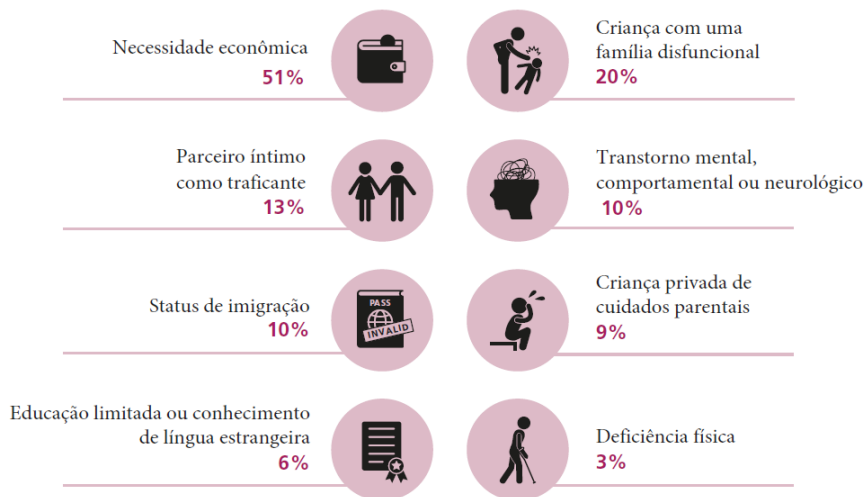 Necessidade econômica
51%
Criança com uma
família disfuncional
20%
Parceiro íntimo
como traficante
13%
Transtorno mental,
comportamental ou neurológico
10%
Status de imigração
10%
PASS
INVALID
Criança privada de
cuidados parentais
9%
Educação limitada ou conhecimento
de língua estrangeira
6%
Deficiência física
3%